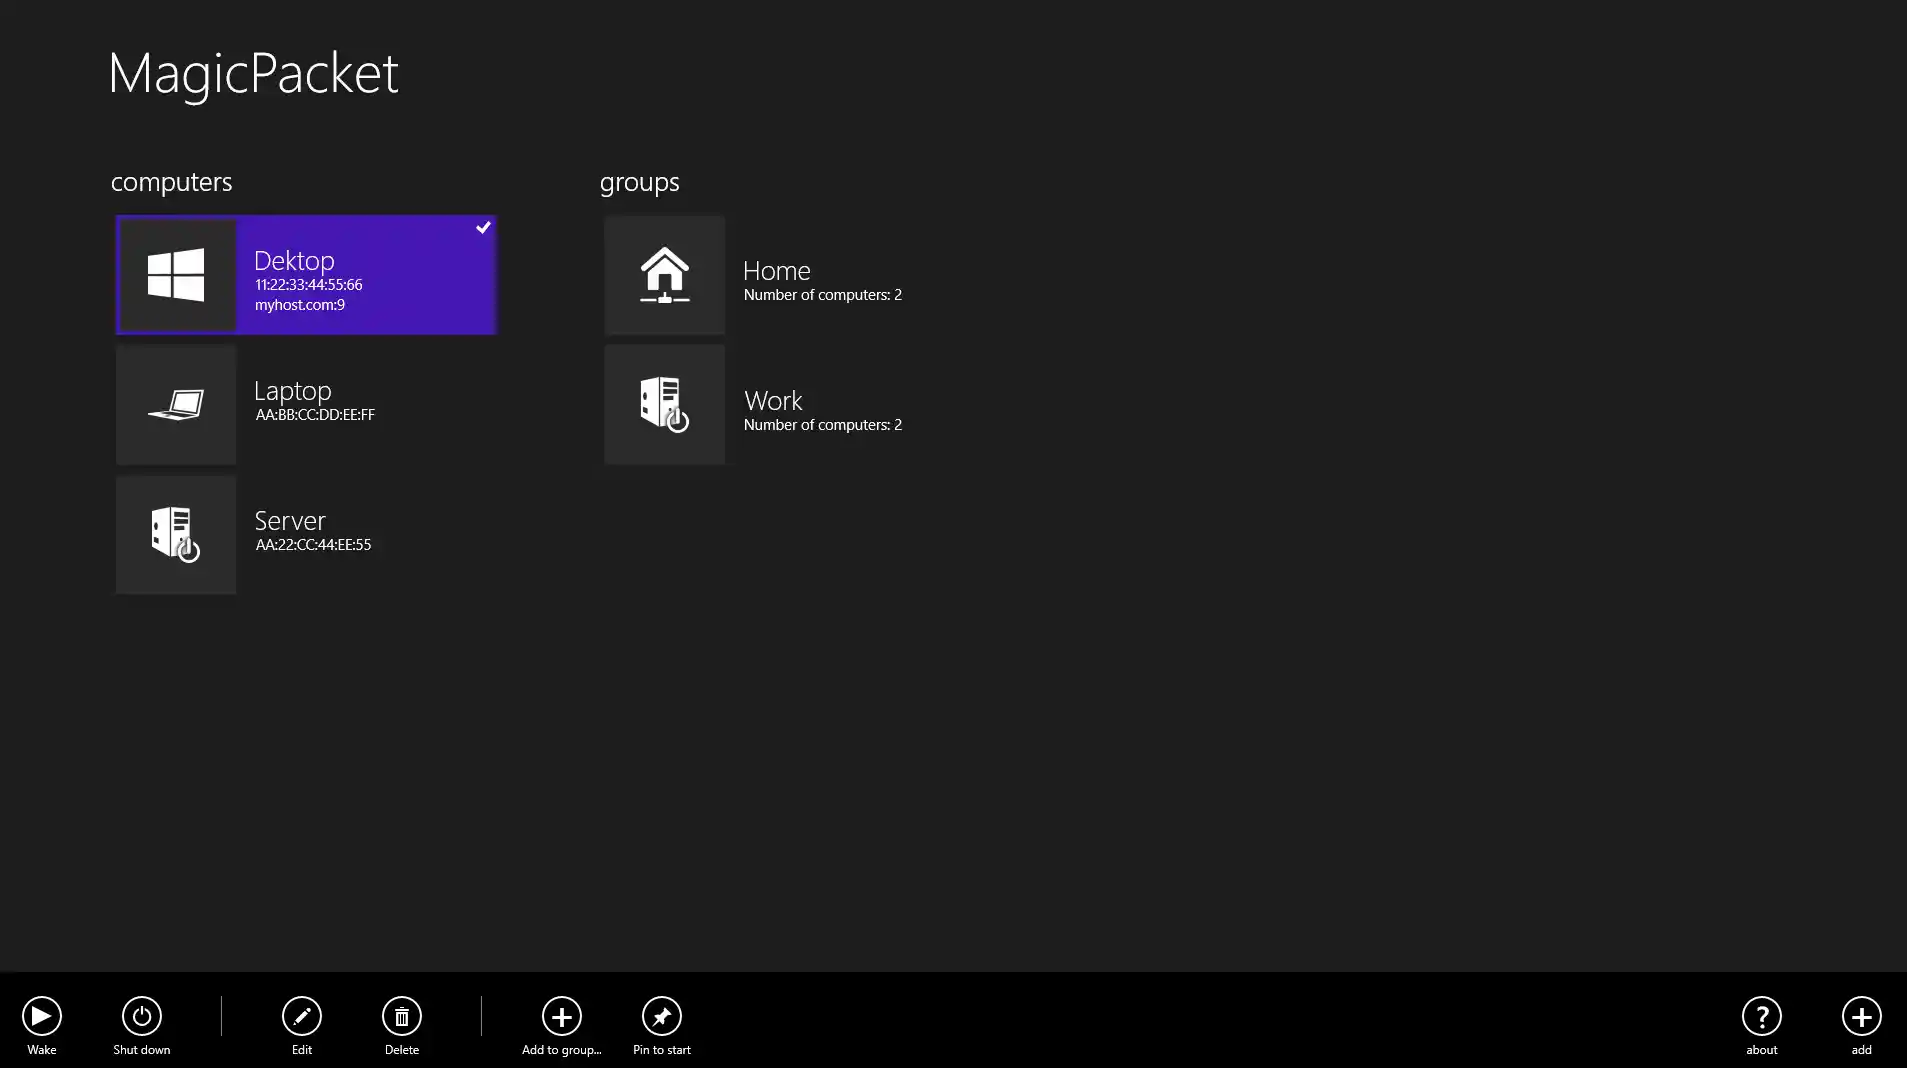 MagicPacket
computers
Dektop
11:22:33:44:55:66
myhost.com:9
Laptop
AA:BB:CC:DD:EE:FF
Server
AA:22:CC:44:EE:55
groups
Home
Number of computers: 2
Work
Number of computers: 2
Wake
Shut down
Edit
Delete
Add to group...
Pin to start
?
about
add